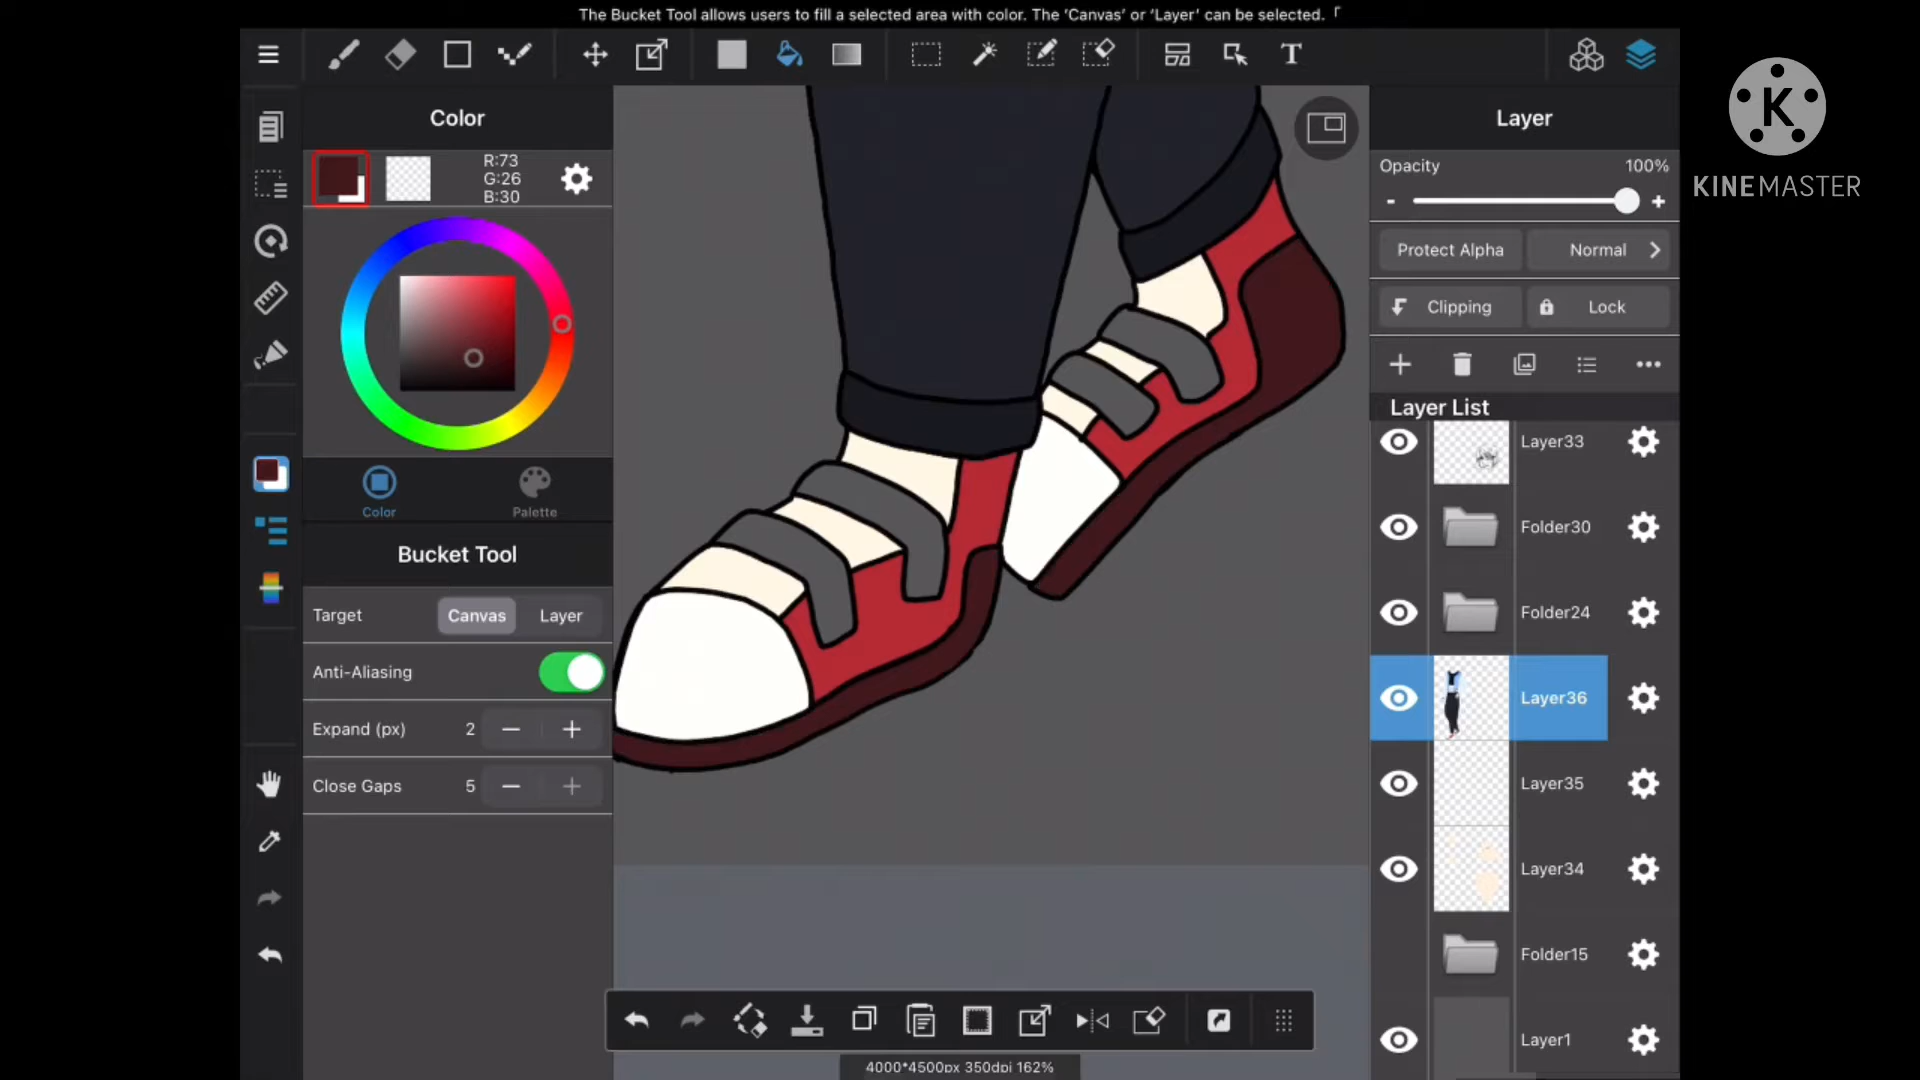 The Bucket Tool allows users to fill a selected area with color. The ‘Canvas’ or ‘Layer’ can be selected.「
T
Color
R:73
G:26
B:30
Color
Palette
Bucket Tool
Target Canvas Layer
Anti-Aliasing
Expand (px) 2 − +
Close Gaps 5 − +
4000*4500px 350dpi 162%
Layer
Opacity 100%
- +
Protect Alpha Normal
Clipping Lock
Layer List
Layer33
Folder30
Folder24
Layer36
Layer35
Layer34
Folder15
Layer1
K
KINEMASTER